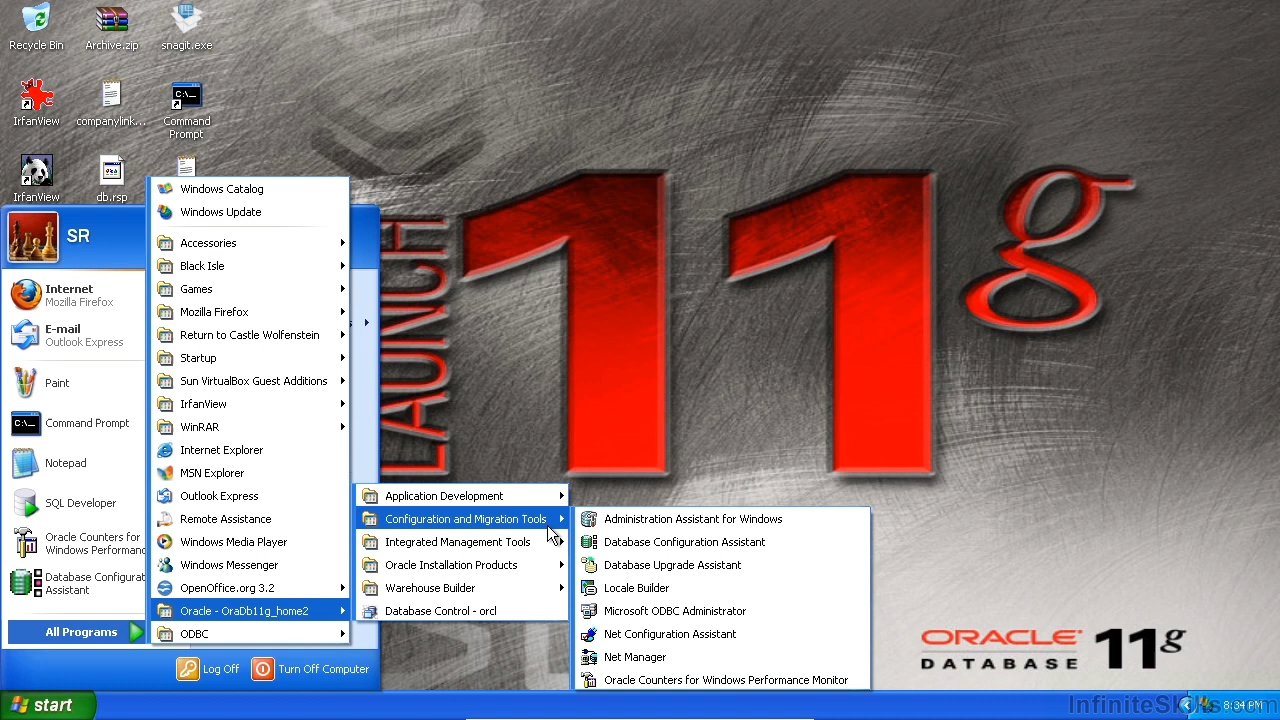 Recycle Bin
Archive.zip
snagit.exe
IrfanView
companylink...
Command Prompt
IrfanView
db.rsp
SR
Internet
Mozilla Firefox
E-mail
Outlook Express
Paint
Command Prompt
Notepad
SQL Developer
Oracle Counters for
Windows Performanc
Database Configurat
Assistant
All Programs
Log Off
Turn Off Computer
Windows Catalog
Windows Update
Accessories
Black Isle
Games
Mozilla Firefox
Return to Castle Wolfenstein
Startup
Sun VirtualBox Guest Additions
IrfanView
WinRAR
Internet Explorer
MSN Explorer
Outlook Express
Remote Assistance
Windows Media Player
Windows Messenger
OpenOffice.org 3.2
Oracle - OraDb11g_home2
ODBC
Application Development
Configuration and Migration Tools
Integrated Management Tools
Oracle Installation Products
Warehouse Builder
Database Control - orcl
Administration Assistant for Windows
Database Configuration Assistant
Database Upgrade Assistant
Locale Builder
Microsoft ODBC Administrator
Net Configuration Assistant
Net Manager
Oracle Counters for Windows Performance Monitor
LAUNCH
11g
ORACLE
DATABASE 11g
start
InfiniteSkills.com
8:34 PM